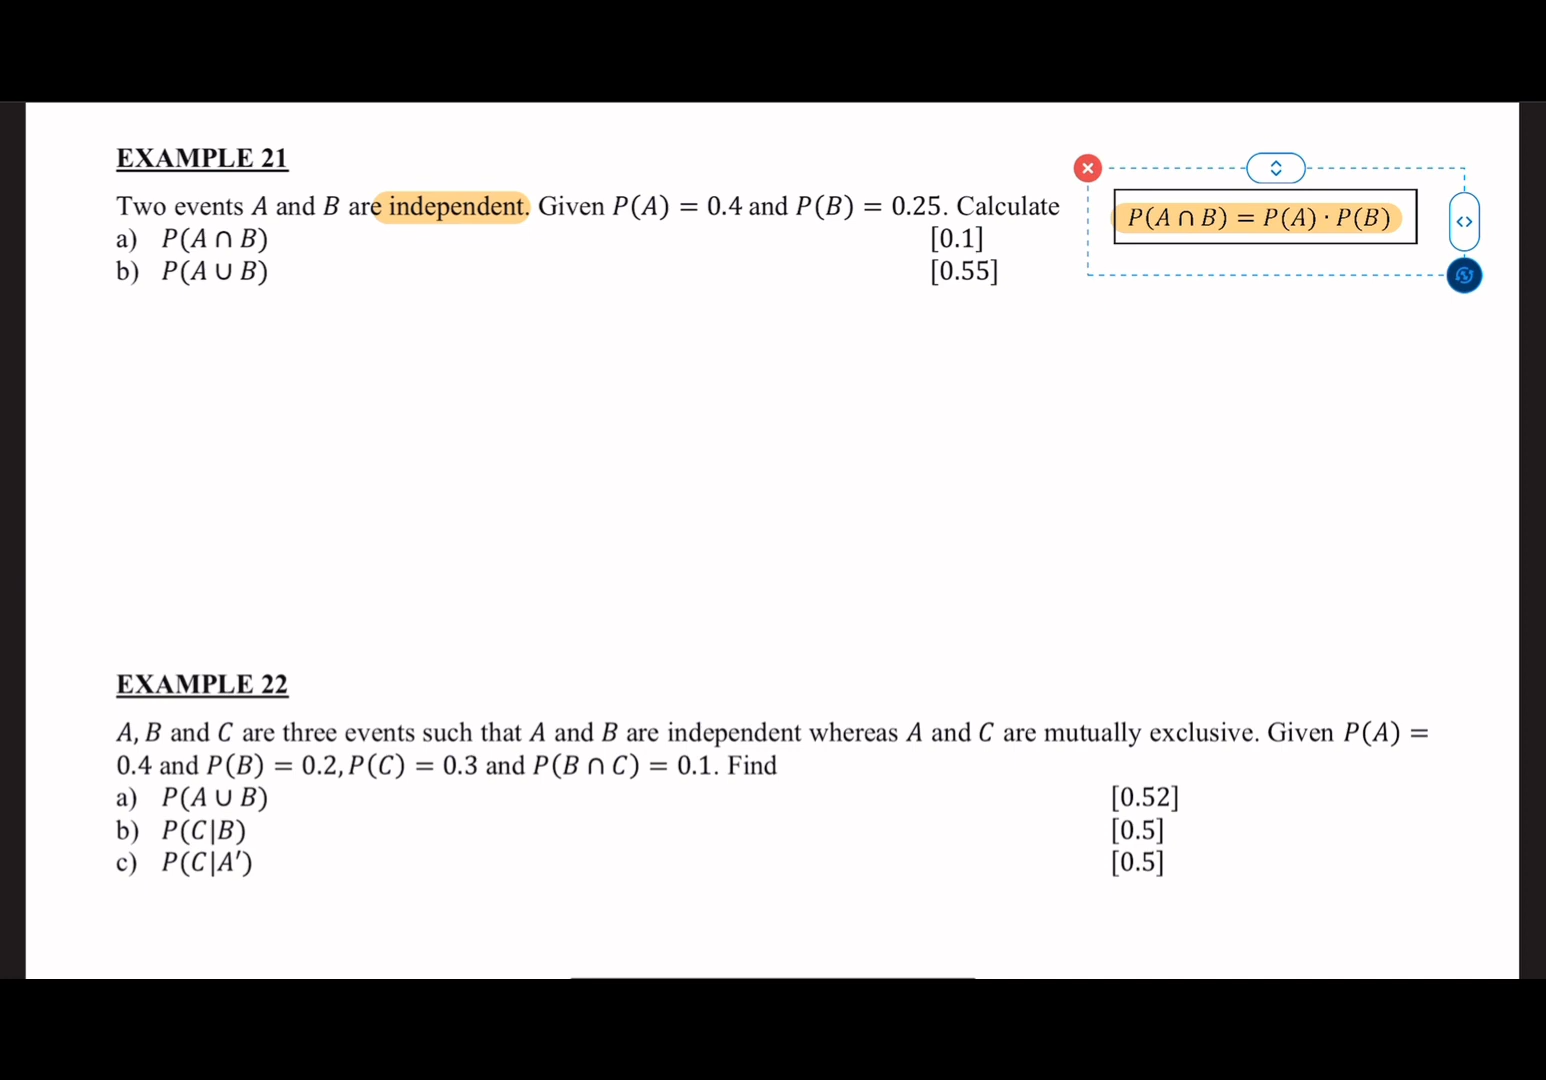 EXAMPLE 21
Two events A and B are independent. Given P(A) = 0.4 and P(B) = 0.25. Calculate
a) P(A ∩ B) [0.1]
b) P(A ∪ B) [0.55]
P(A ∩ B) = P(A) · P(B)
EXAMPLE 22
A, B and C are three events such that A and B are independent whereas A and C are mutually exclusive. Given P(A) =
0.4 and P(B) = 0.2, P(C) = 0.3 and P(B ∩ C) = 0.1. Find
a) P(A ∪ B) [0.52]
b) P(C|B) [0.5]
c) P(C|A′) [0.5]